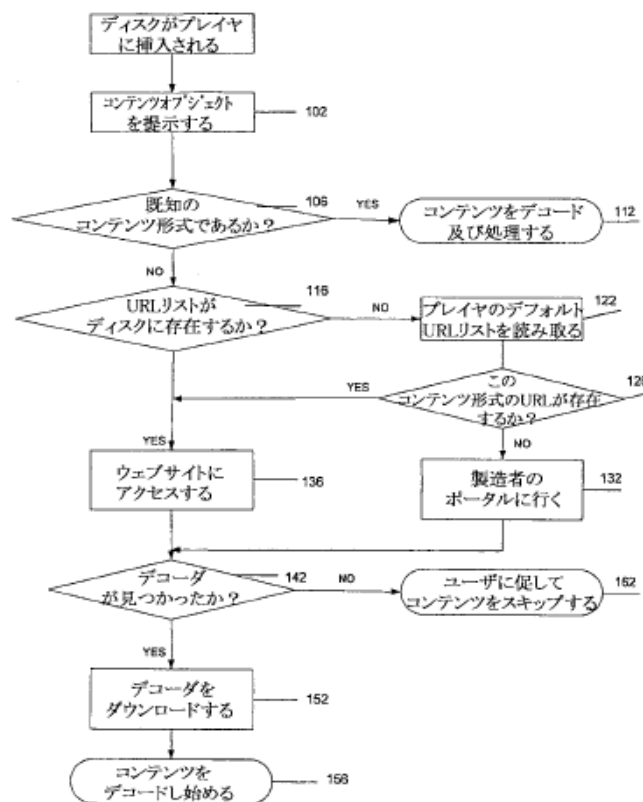 ディスクがプレイヤ
に挿入される
コンテンツオブジェクト
を提示する
102
既知の
コンテンツ形式であるか？
106
YES
コンテンツをデコード
及び処理する
112
NO
URLリストが
ディスクに存在するか？
116
NO
プレイヤのデフォルト
URLリストを読み取る
122
YES
この
コンテンツ形式のURLが存在
するか？
YES
NO
ウェブサイトに
アクセスする
136
製造者の
ポータルに行く
132
デコーダ
が見つかったか？
142
NO
ユーザに促して
コンテンツをスキップする
162
YES
デコーダを
ダウンロードする
152
コンテンツを
デコードし始める
156